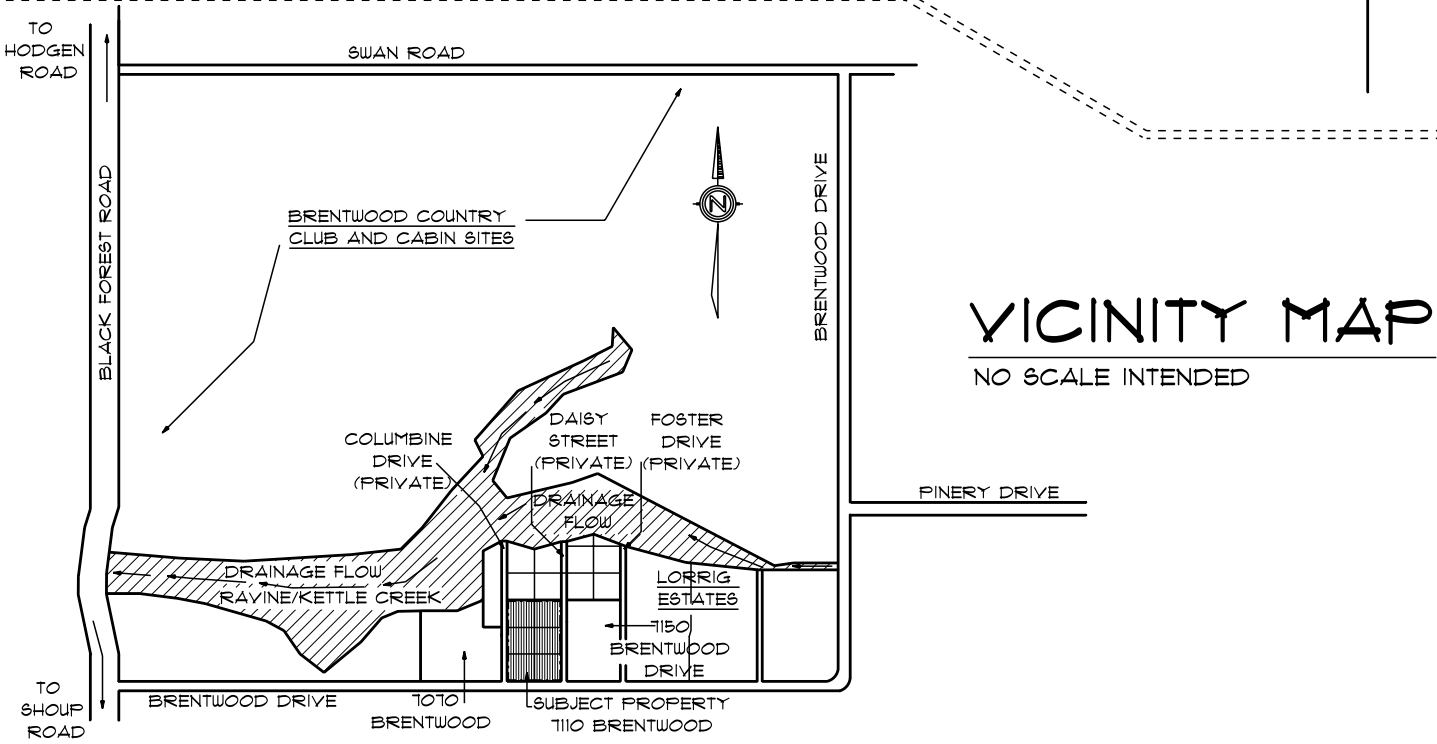 TO
HODGEN
ROAD
SWAN ROAD
BLACK FOREST ROAD
BRENTWOOD DRIVE
N
BRENTWOOD COUNTRY
CLUB AND CABIN SITES
VICINITY MAP
NO SCALE INTENDED
COLUMBINE
DRIVE
(PRIVATE)
DAISY
STREET
(PRIVATE)
FOSTER
DRIVE
(PRIVATE)
PINERY DRIVE
DRAINAGE
FLOW
DRAINAGE FLOW
RAVINE/KETTLE CREEK
LORRIG
ESTATES
7150
BRENTWOOD
DRIVE
TO
SHOUP
ROAD
BRENTWOOD DRIVE
7070
BRENTWOOD
SUBJECT PROPERTY
7110 BRENTWOOD